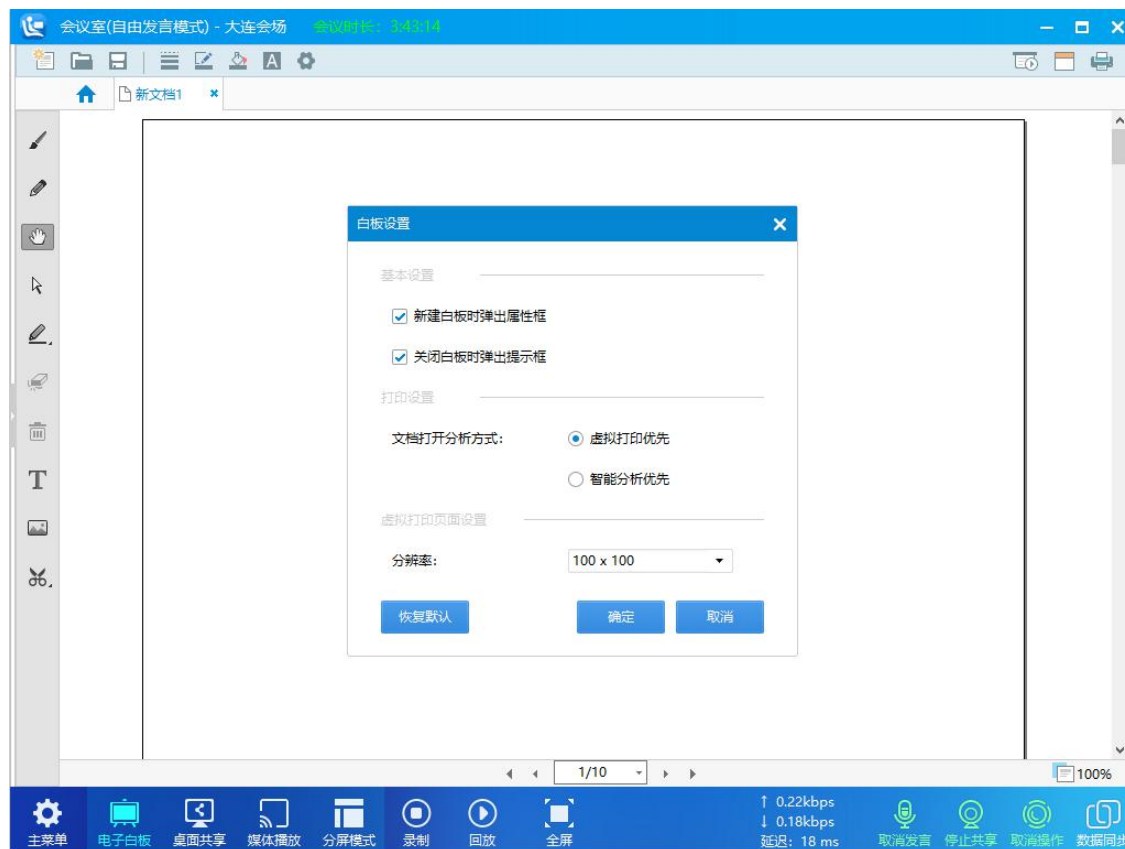 会议室(自由发言模式) - 大连会场 会议时长: 3:43:14
A
新文档1
白板设置
基本设置
新建白板时弹出属性框
关闭白板时弹出提示框
打印设置
文档打开分析方式:
虚拟打印优先
智能分析优先
虚拟打印页面设置
分辨率:
100 x 100
恢复默认 确定 取消
T
1/10
100%
主菜单 电子白板 桌面共享 媒体播放 分屏模式 录制 回放 全屏
↑ 0.22kbps
↓ 0.18kbps
延迟: 18 ms
取消发言 停止共享 取消操作 数据同步